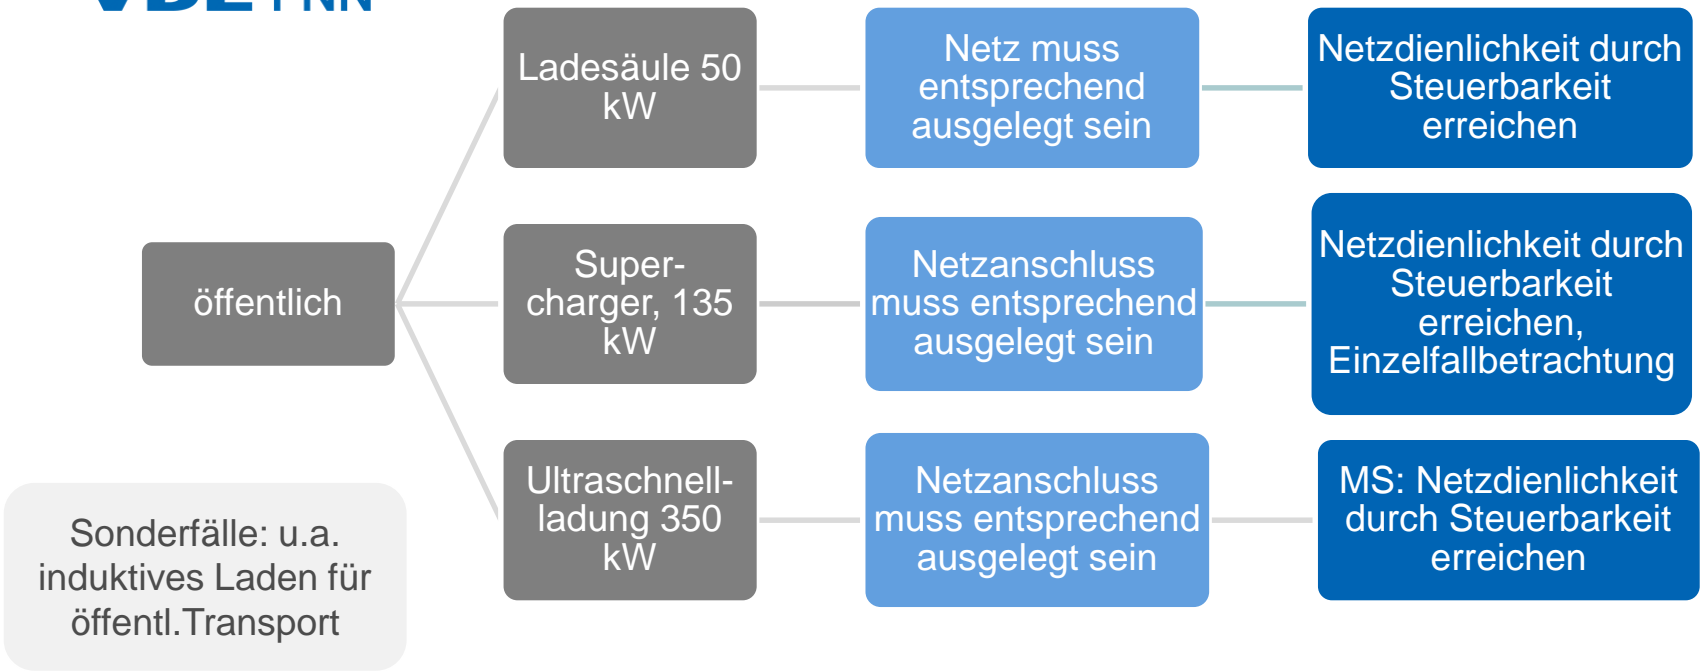 VDE FNN
Ladesäule 50
kW
Netz muss
entsprechend
ausgelegt sein
Netzdienlichkeit durch
Steuerbarkeit
erreichen
öffentlich
Super-
charger, 135
kW
Netzanschluss
muss entsprechend
ausgelegt sein
Netzdienlichkeit durch
Steuerbarkeit
erreichen,
Einzelfallbetrachtung
Ultraschnell-
ladung 350
kW
Netzanschluss
muss entsprechend
ausgelegt sein
MS: Netzdienlichkeit
durch Steuerbarkeit
erreichen
Sonderfälle: u.a.
induktives Laden für
öffentl.Transport